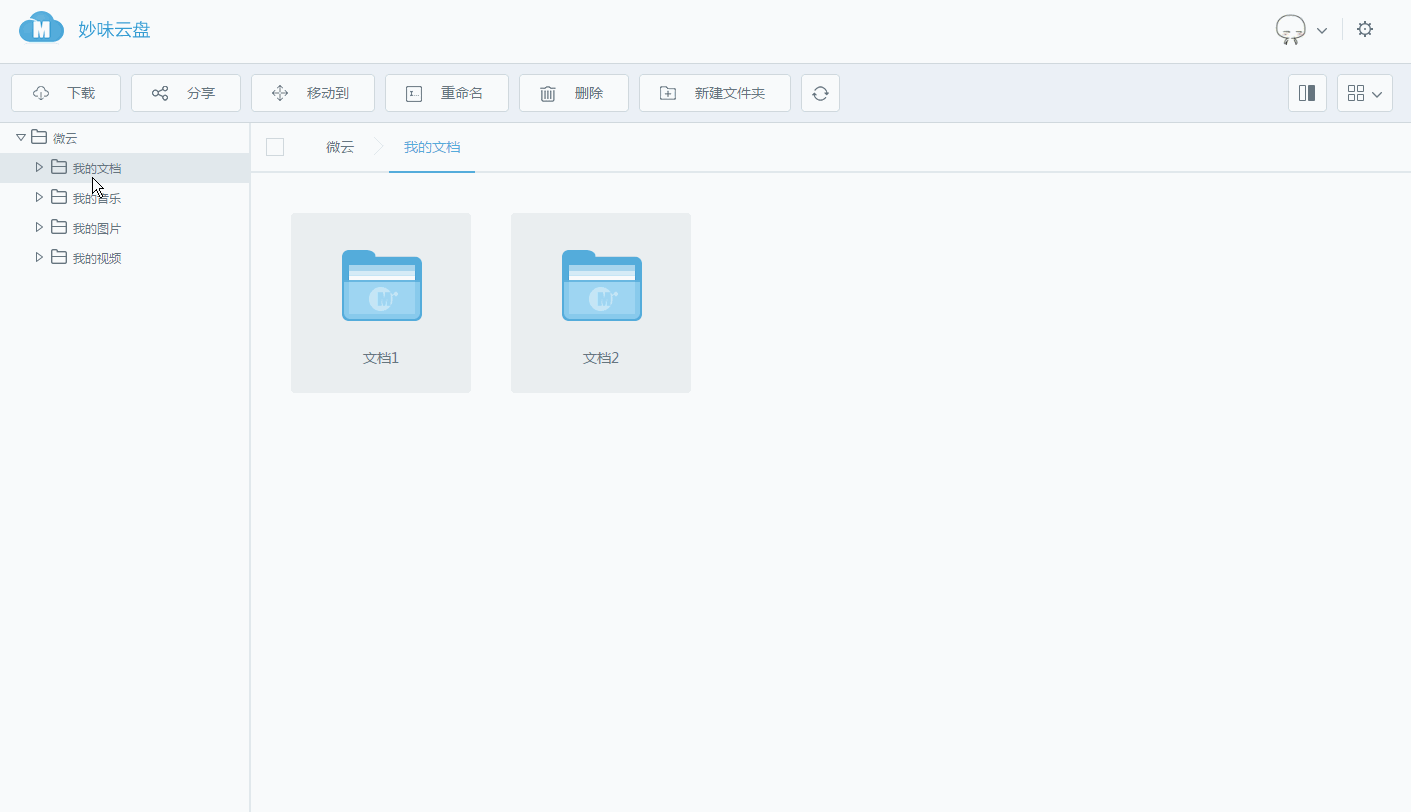 妙味云盘
下载 分享 移动到 重命名 删除 新建文件夹
微云
我的文档
我的音乐
我的图片
我的视频
微云 我的文档
文档1 文档2